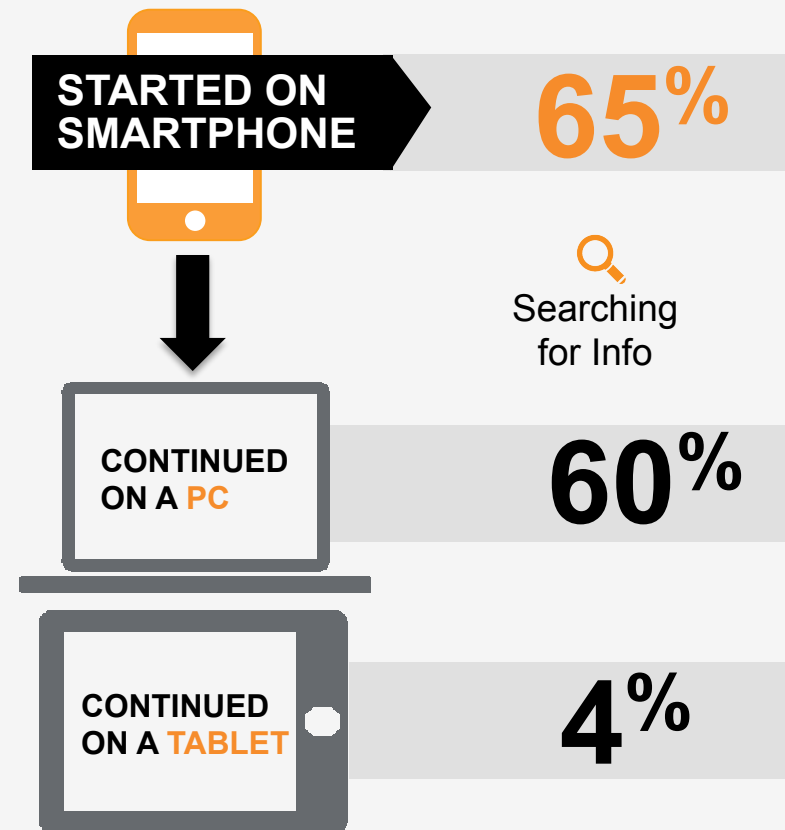 STARTED ON
SMARTPHONE
65%
Searching
for Info
CONTINUED
ON A PC
60%
CONTINUED
ON A TABLET
4%